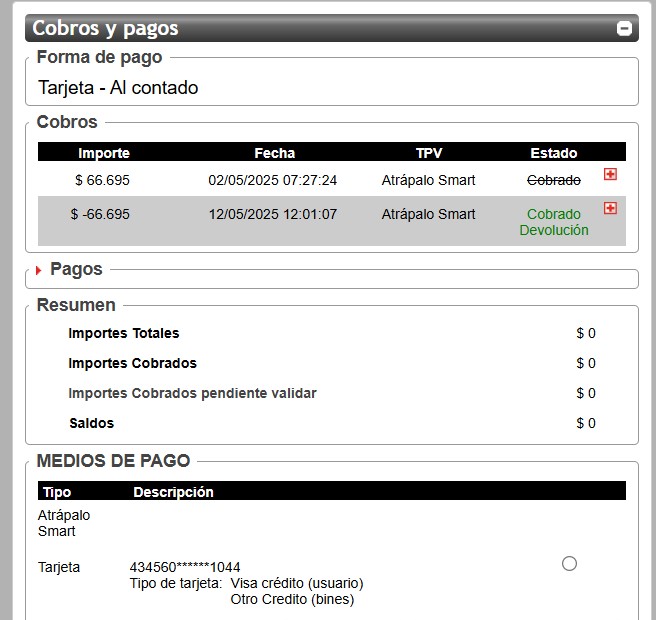 Cobros y pagos
Forma de pago
Tarjeta - Al contado
Cobros
Importe Fecha TPV Estado
$ 66.695 02/05/2025 07:27:24 Atrápalo Smart Cobrado
$ -66.695 12/05/2025 12:01:07 Atrápalo Smart Cobrado
Devolución
Pagos
Resumen
Importes Totales $ 0
Importes Cobrados $ 0
Importes Cobrados pendiente validar $ 0
Saldos $ 0
MEDIOS DE PAGO
Tipo Descripción
Atrápalo
Smart
Tarjeta 434560******1044
Tipo de tarjeta: Visa crédito (usuario)
Otro Credito (bines)